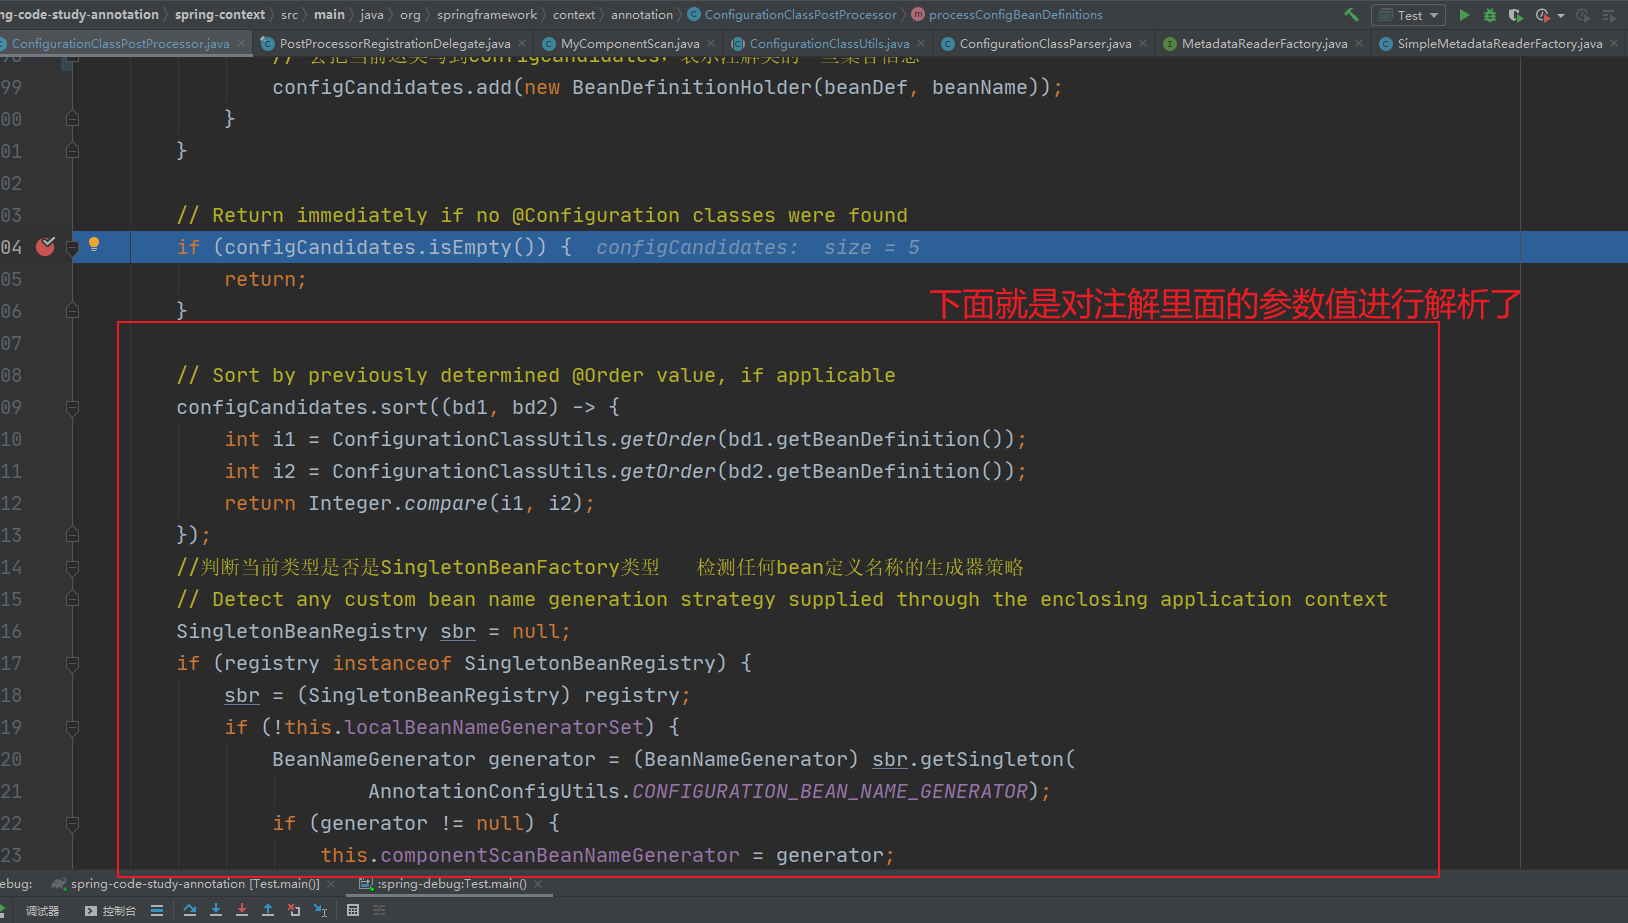 ng-code-study-annotation spring-context src main java org springframework context annotation ConfigurationClassPostProcessor processConfigBeanDefinitions Test
ConfigurationClassPostProcessor.java PostProcessorRegistrationDelegate.java MyComponentScan.java ConfigurationClassUtils.java ConfigurationClassParser.java MetadataReaderFactory.java SimpleMetadataReaderFactory.java
99 configCandidates.add(new BeanDefinitionHolder(beanDef, beanName));
00 }
01 }
02
03 // Return immediately if no @Configuration classes were found
04 if (configCandidates.isEmpty()) { configCandidates: size = 5
05 return;
下面就是对注解里面的参数值进行解析了
06 }
07
08 // Sort by previously determined @Order value, if applicable
09 configCandidates.sort((bd1, bd2) -> {
10 int i1 = ConfigurationClassUtils.getOrder(bd1.getBeanDefinition());
11 int i2 = ConfigurationClassUtils.getOrder(bd2.getBeanDefinition());
12 return Integer.compare(i1, i2);
13 });
14 //判断当前类型是否是SingletonBeanFactory类型 检测任何bean定义名称的生成器策略
15 // Detect any custom bean name generation strategy supplied through the enclosing application context
16 SingletonBeanRegistry sbr = null;
17 if (registry instanceof SingletonBeanRegistry) {
18 sbr = (SingletonBeanRegistry) registry;
19 if (!this.localBeanNameGeneratorSet) {
20 BeanNameGenerator generator = (BeanNameGenerator) sbr.getSingleton(
21 AnnotationConfigUtils.CONFIGURATION_BEAN_NAME_GENERATOR);
22 if (generator != null) {
23 this.componentScanBeanNameGenerator = generator;
ebug: spring-code-study-annotation [Test.main()] :spring-debug:Test.main()
调试器 控制台